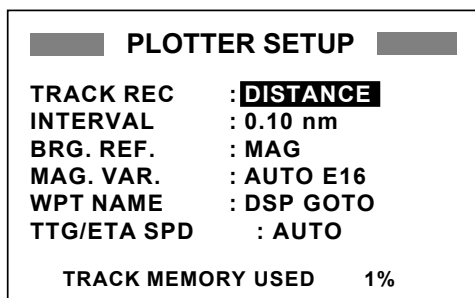 PLOTTER SETUP
TRACK REC : DISTANCE
INTERVAL : 0.10 nm
BRG. REF. : MAG
MAG. VAR. : AUTO E16
WPT NAME : DSP GOTO
TTG/ETA SPD : AUTO
TRACK MEMORY USED 1%